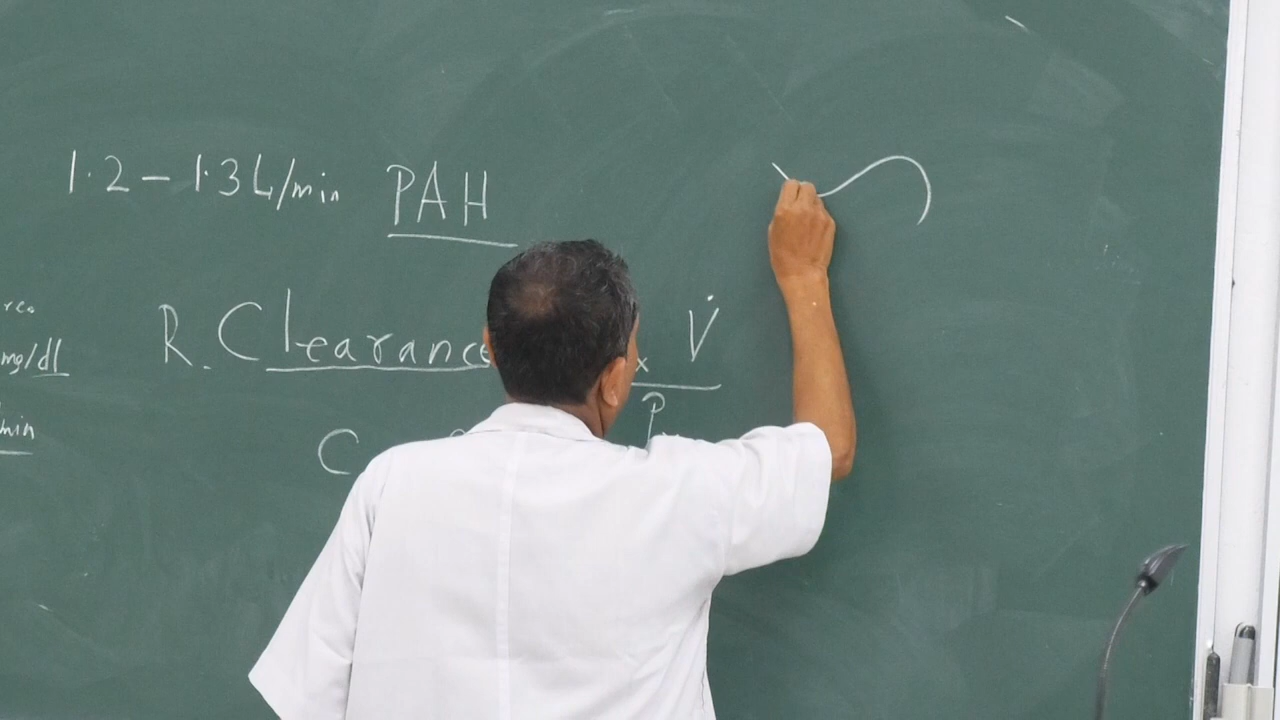 1.2 – 1.3 L/min PAH
R. Clearance x V̇
mg/dl
P
C
min